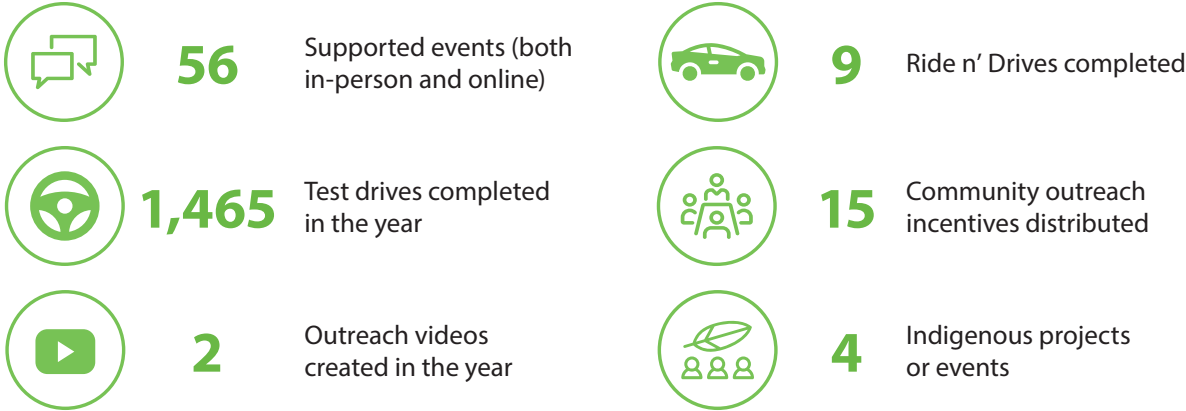 56
Supported events (both
in-person and online)
9
Ride n’ Drives completed
1,465
Test drives completed
in the year
15
Community outreach
incentives distributed
2
Outreach videos
created in the year
4
Indigenous projects
or events